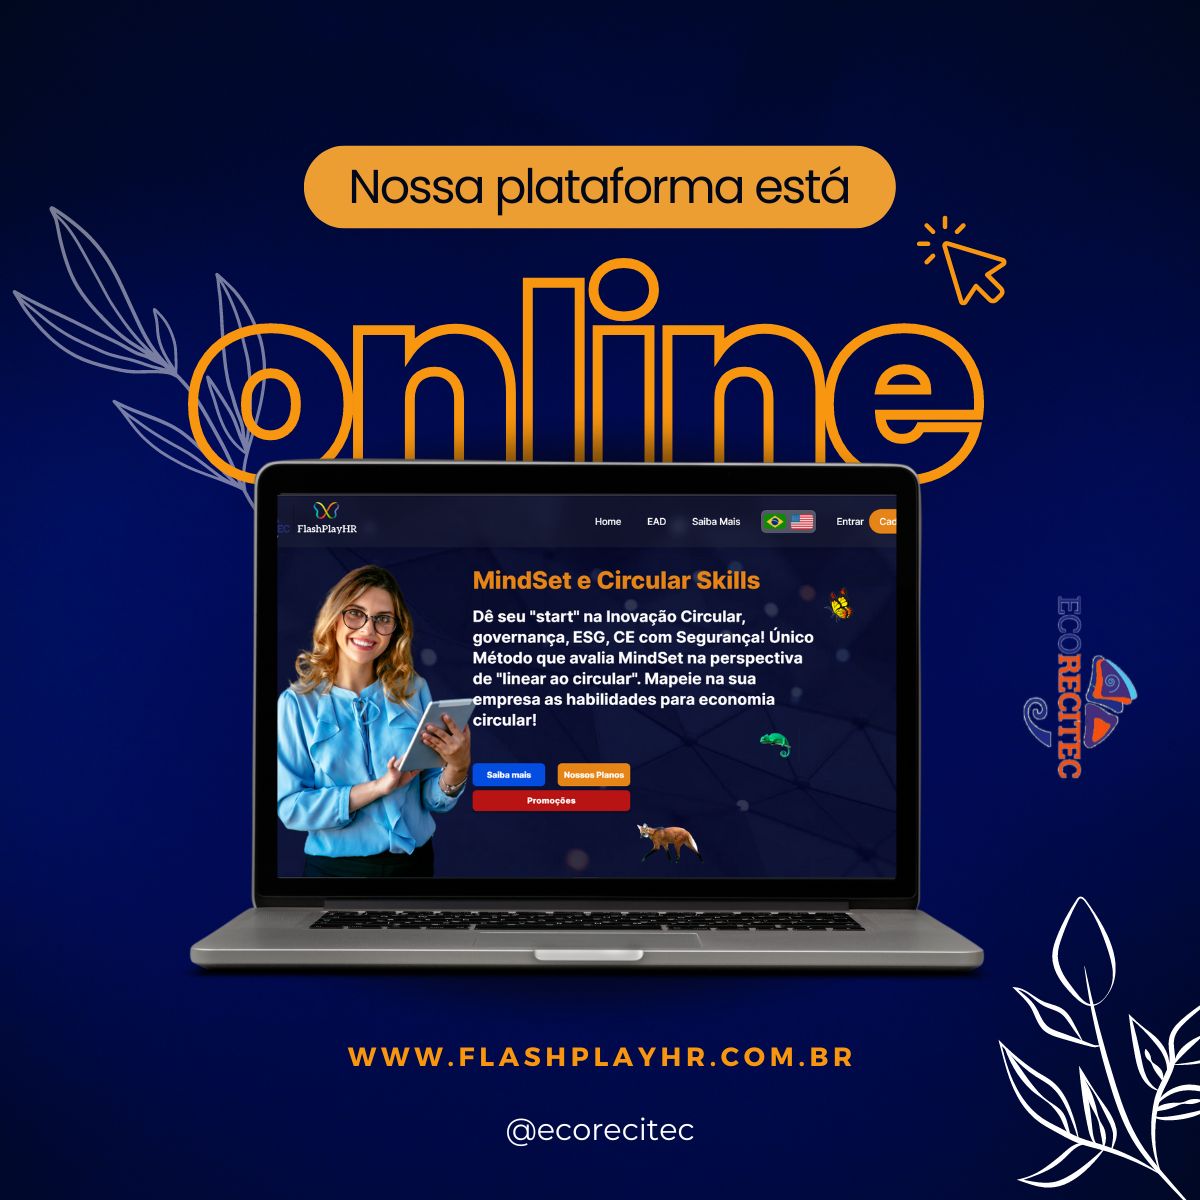 Nossa plataforma está
online
EC
FlashPlayHR
Home EAD Saiba Mais Entrar Cad
MindSet e Circular Skills
Dê seu "start" na Inovação Circular,
governança, ESG, CE com Segurança! Único
Método que avalia MindSet na perspectiva
de "linear ao circular". Mapeie na sua
empresa as habilidades para economia
circular!
Saiba mais Nossos Planos
Promoções
ECORECITEC
WWW.FLASHPLAYHR.COM.BR
@ecorecitec